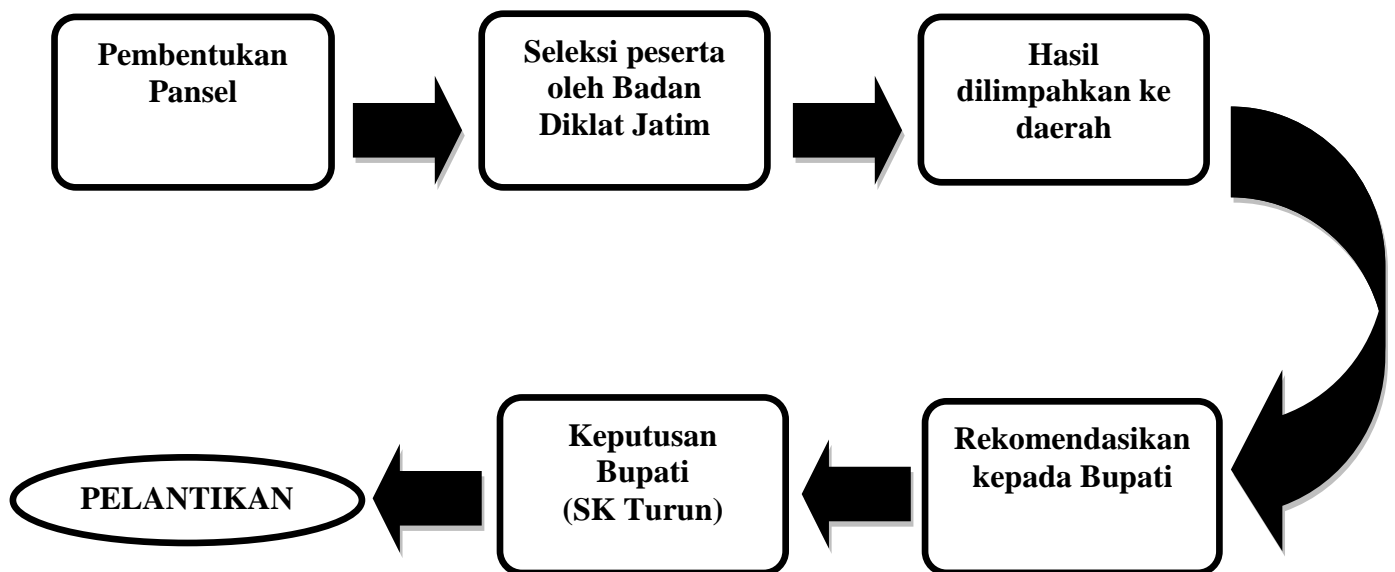 Pembentukan
Pansel
Seleksi peserta
oleh Badan
Diklat Jatim
Hasil
dilimpahkan ke
daerah
Rekomendasikan
kepada Bupati
Keputusan
Bupati
(SK Turun)
PELANTIKAN